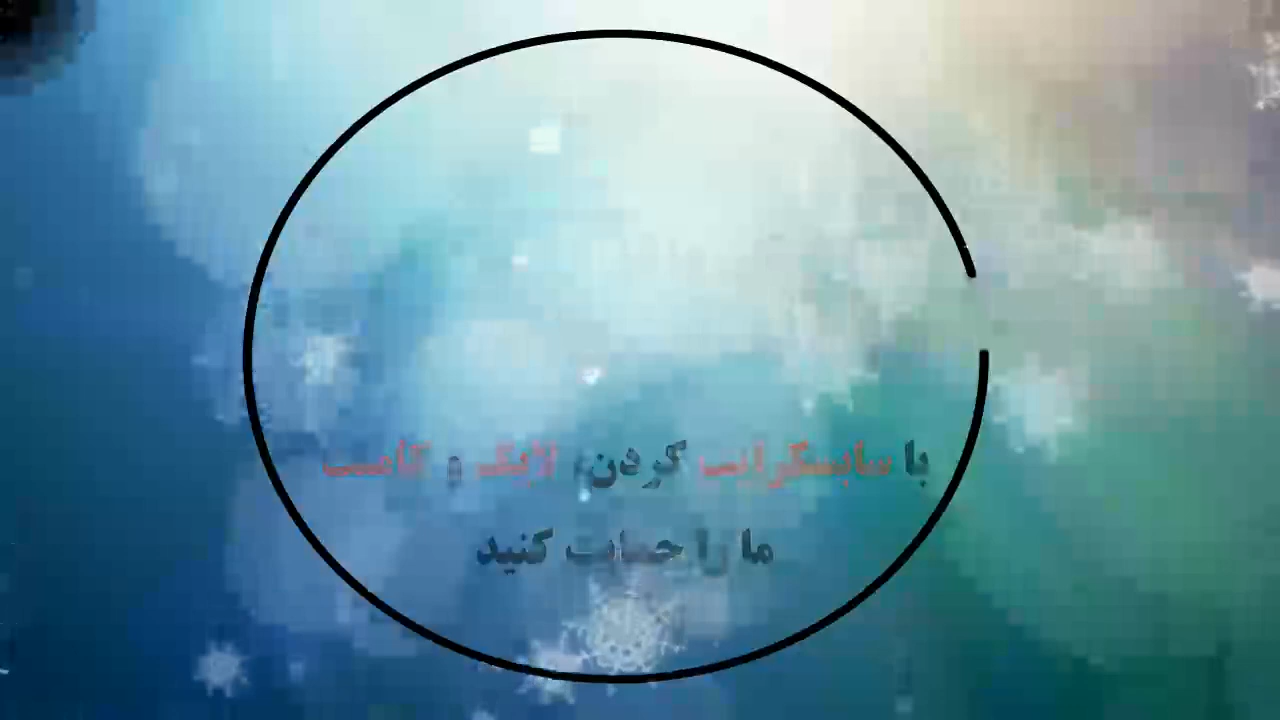 با سابسکرایب کردن، لایک و کامنت
ما را حمایت کنید